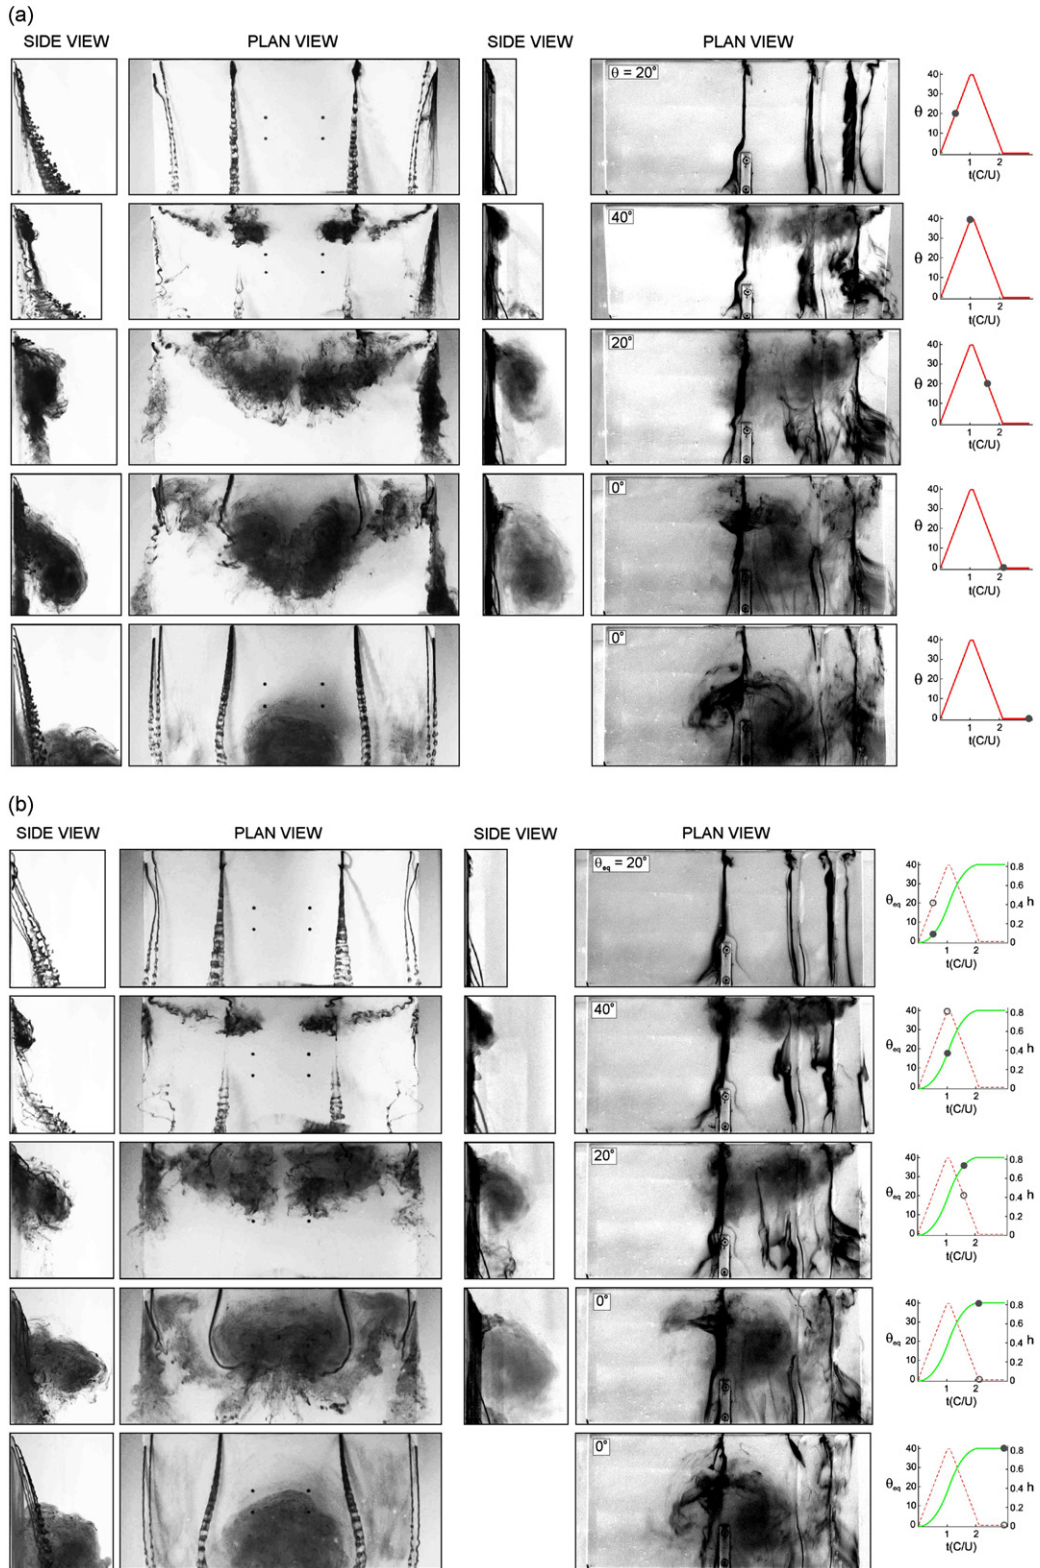 (a)
SIDE VIEW PLAN VIEW SIDE VIEW PLAN VIEW
θ = 20°
40
30
θ 20
10
0
1 2
t(C/U)
40°
40
30
θ 20
10
0
1 2
t(C/U)
20°
40
30
θ 20
10
0
1 2
t(C/U)
0°
40
30
θ 20
10
0
1 2
t(C/U)
0°
40
30
θ 20
10
0
1 2
t(C/U)
(b)
SIDE VIEW PLAN VIEW SIDE VIEW PLAN VIEW
θeq = 20°
40 0.8
30 0.6
θeq 20 0.4 h
10 0.2
0 0
1 2
t(C/U)
40°
40 0.8
30 0.6
θeq 20 0.4 h
10 0.2
0 0
1 2
t(C/U)
20°
40 0.8
30 0.6
θeq 20 0.4 h
10 0.2
0 0
1 2
t(C/U)
0°
40 0.8
30 0.6
θeq 20 0.4 h
10 0.2
0 0
1 2
t(C/U)
0°
40 0.8
30 0.6
θeq 20 0.4 h
10 0.2
0 0
1 2
t(C/U)